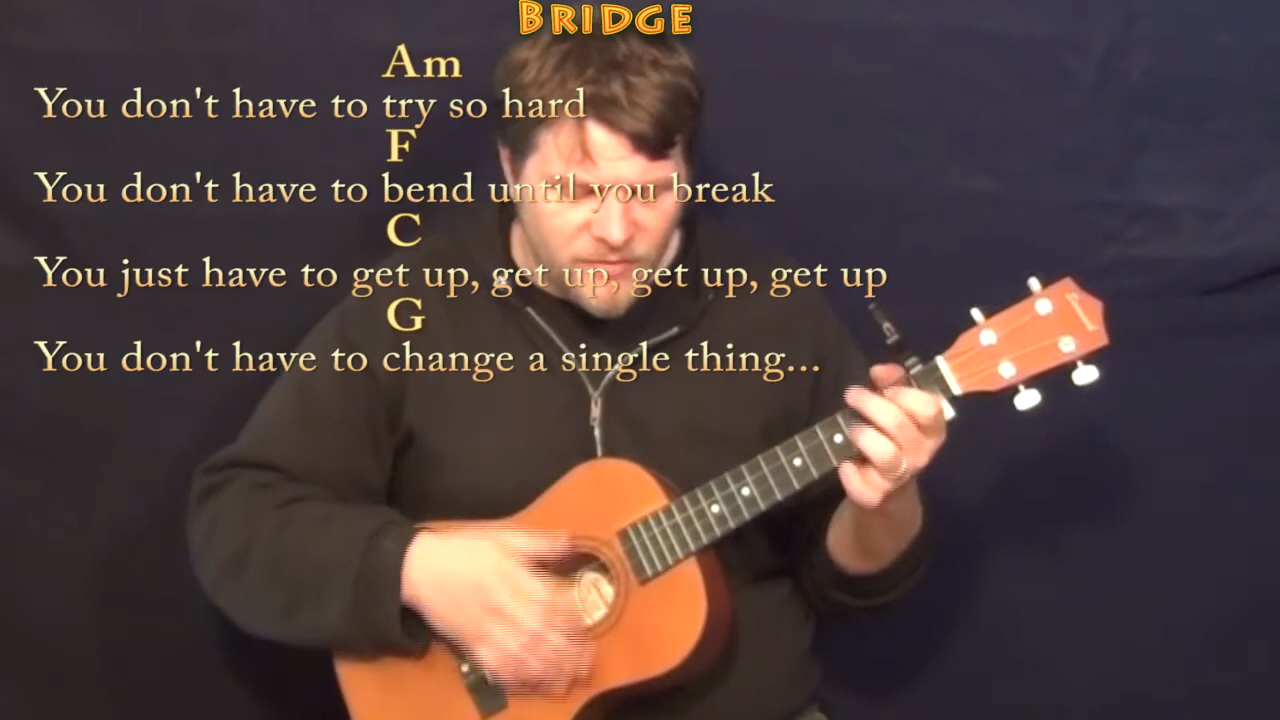 BRIDGE
Am
You don't have to try so hard
F
You don't have to bend until you break
C
You just have to get up, get up, get up, get up
G
You don't have to change a single thing...